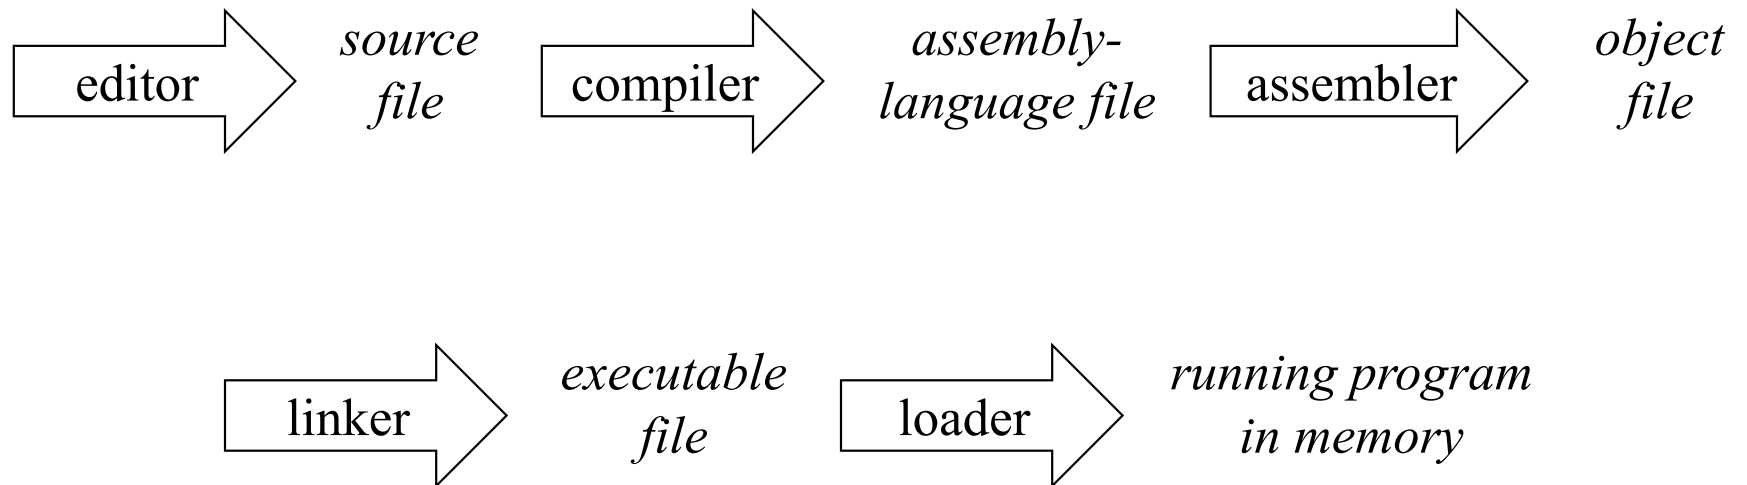 editor
source
file
compiler
assembly-
language file
assembler
object
file
linker
executable
file
loader
running program
in memory